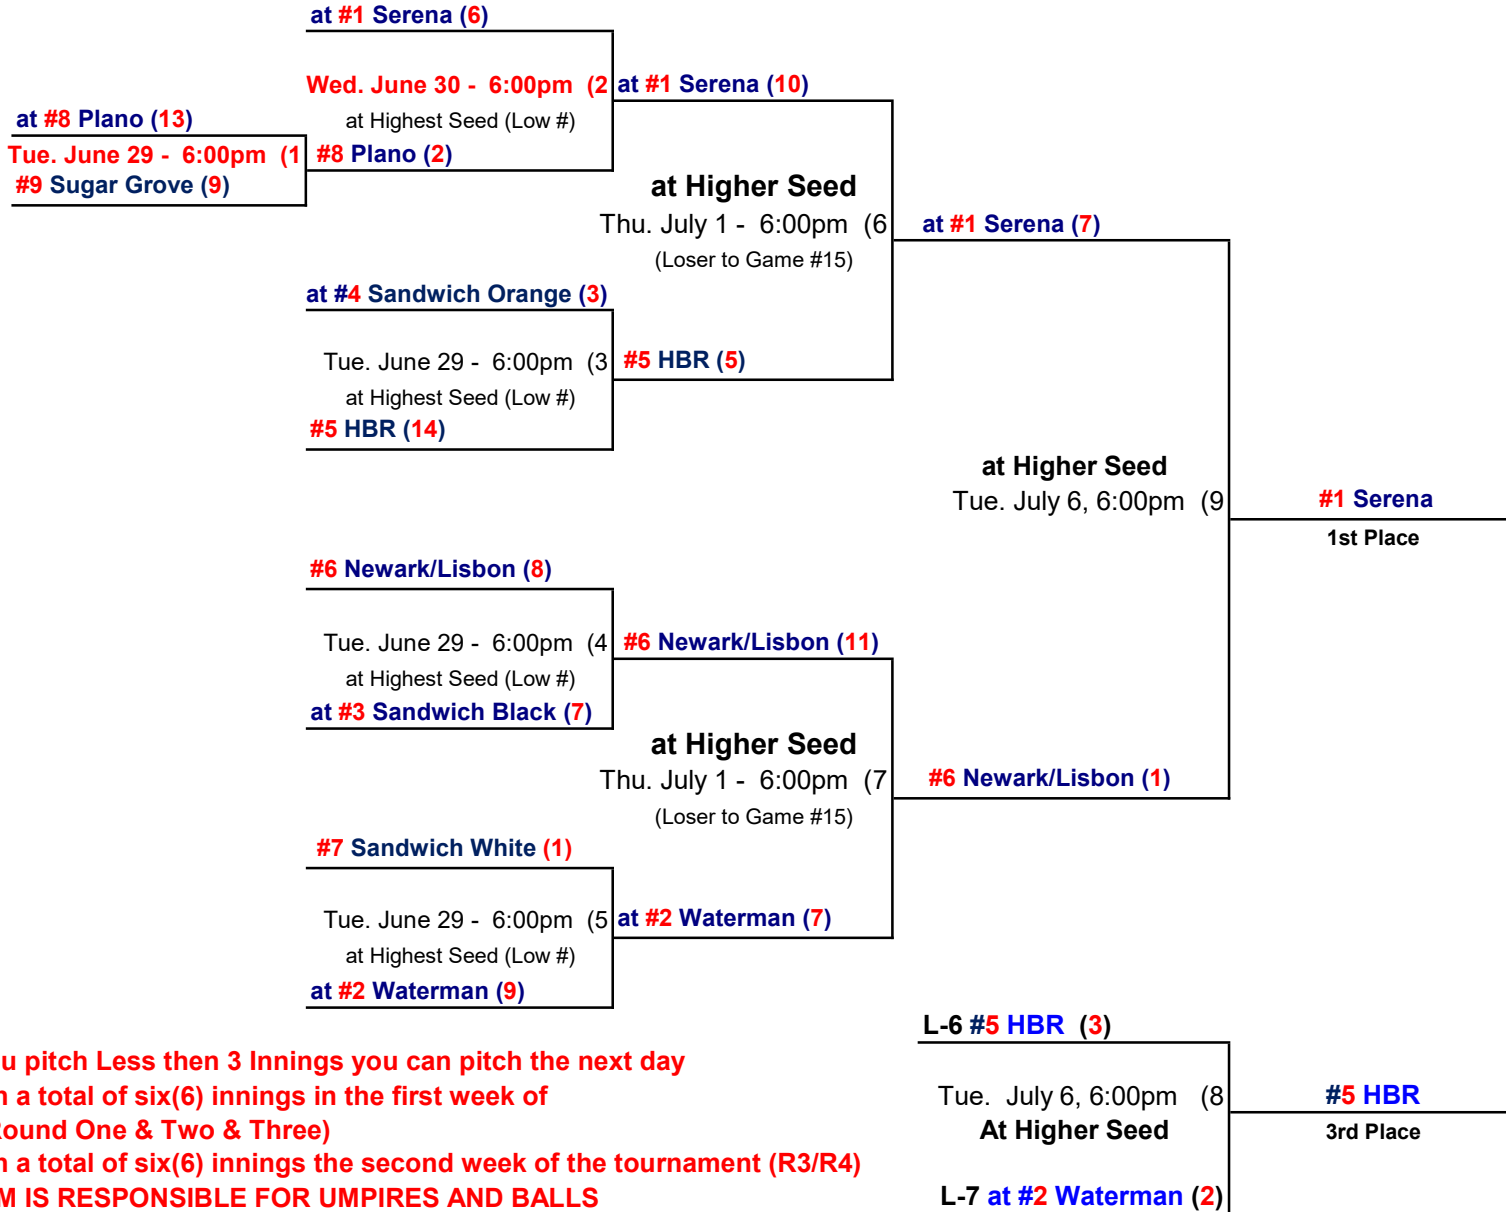 at #1 Serena (6)
Wed. June 30 - 6:00pm (2
at #1 Serena (10)
at #8 Plano (13)
at Highest Seed (Low #)
Tue. June 29 - 6:00pm (1
#8 Plano (2)
#9 Sugar Grove (9)
at Higher Seed
Thu. July 1 - 6:00pm (6
at #1 Serena (7)
(Loser to Game #15)
at #4 Sandwich Orange (3)
Tue. June 29 - 6:00pm (3
#5 HBR (5)
at Highest Seed (Low #)
#5 HBR (14)
at Higher Seed
Tue. July 6, 6:00pm (9
#1 Serena
1st Place
#6 Newark/Lisbon (8)
Tue. June 29 - 6:00pm (4
#6 Newark/Lisbon (11)
at Highest Seed (Low #)
at #3 Sandwich Black (7)
at Higher Seed
Thu. July 1 - 6:00pm (7
#6 Newark/Lisbon (1)
(Loser to Game #15)
#7 Sandwich White (1)
Tue. June 29 - 6:00pm (5
at #2 Waterman (7)
at Highest Seed (Low #)
at #2 Waterman (9)
L-6 #5 HBR (3)
u pitch Less then 3 Innings you can pitch the next day
n a total of six(6) innings in the first week of
Tue. July 6, 6:00pm (8
#5 HBR
Round One & Two & Three)
At Higher Seed
3rd Place
n a total of six(6) innings the second week of the tournament (R3/R4)
M IS RESPONSIBLE FOR UMPIRES AND BALLS
L-7 at #2 Waterman (2)